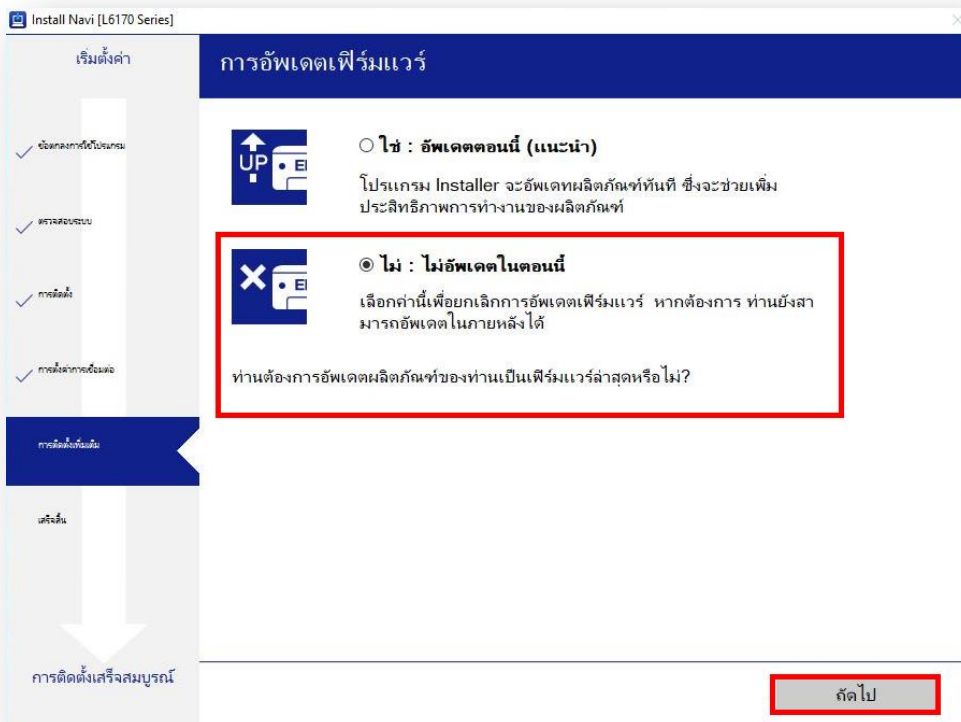 Install Navi [L6170 Series]
เริ่มตั้งค่า
การอัพเดตเฟิร์มแวร์
ข้อตกลงการใช้โปรแกรม
ตรวจสอบระบบ
การติดตั้ง
การตั้งค่าการเชื่อมต่อ
การติดตั้งเพิ่มเติม
เสร็จสิ้น
การติดตั้งเสร็จสมบูรณ์
UP
EI
ใช่ : อัพเดตตอนนี้ (แนะนำ)
โปรแกรม Installer จะอัพเดทผลิตภัณฑ์ทันที ซึ่งจะช่วยเพิ่ม
ประสิทธิภาพการทำงานของผลิตภัณฑ์
EI
ไม่ : ไม่อัพเดตในตอนนี้
เลือกค่านี้เพื่อยกเลิกการอัพเดตเฟิร์มแวร์ หากต้องการ ท่านยังสา
มารถอัพเดตในภายหลังได้
ท่านต้องการอัพเดตผลิตภัณฑ์ของท่านเป็นเฟิร์มแวร์ล่าสุดหรือไม่?
ถัดไป